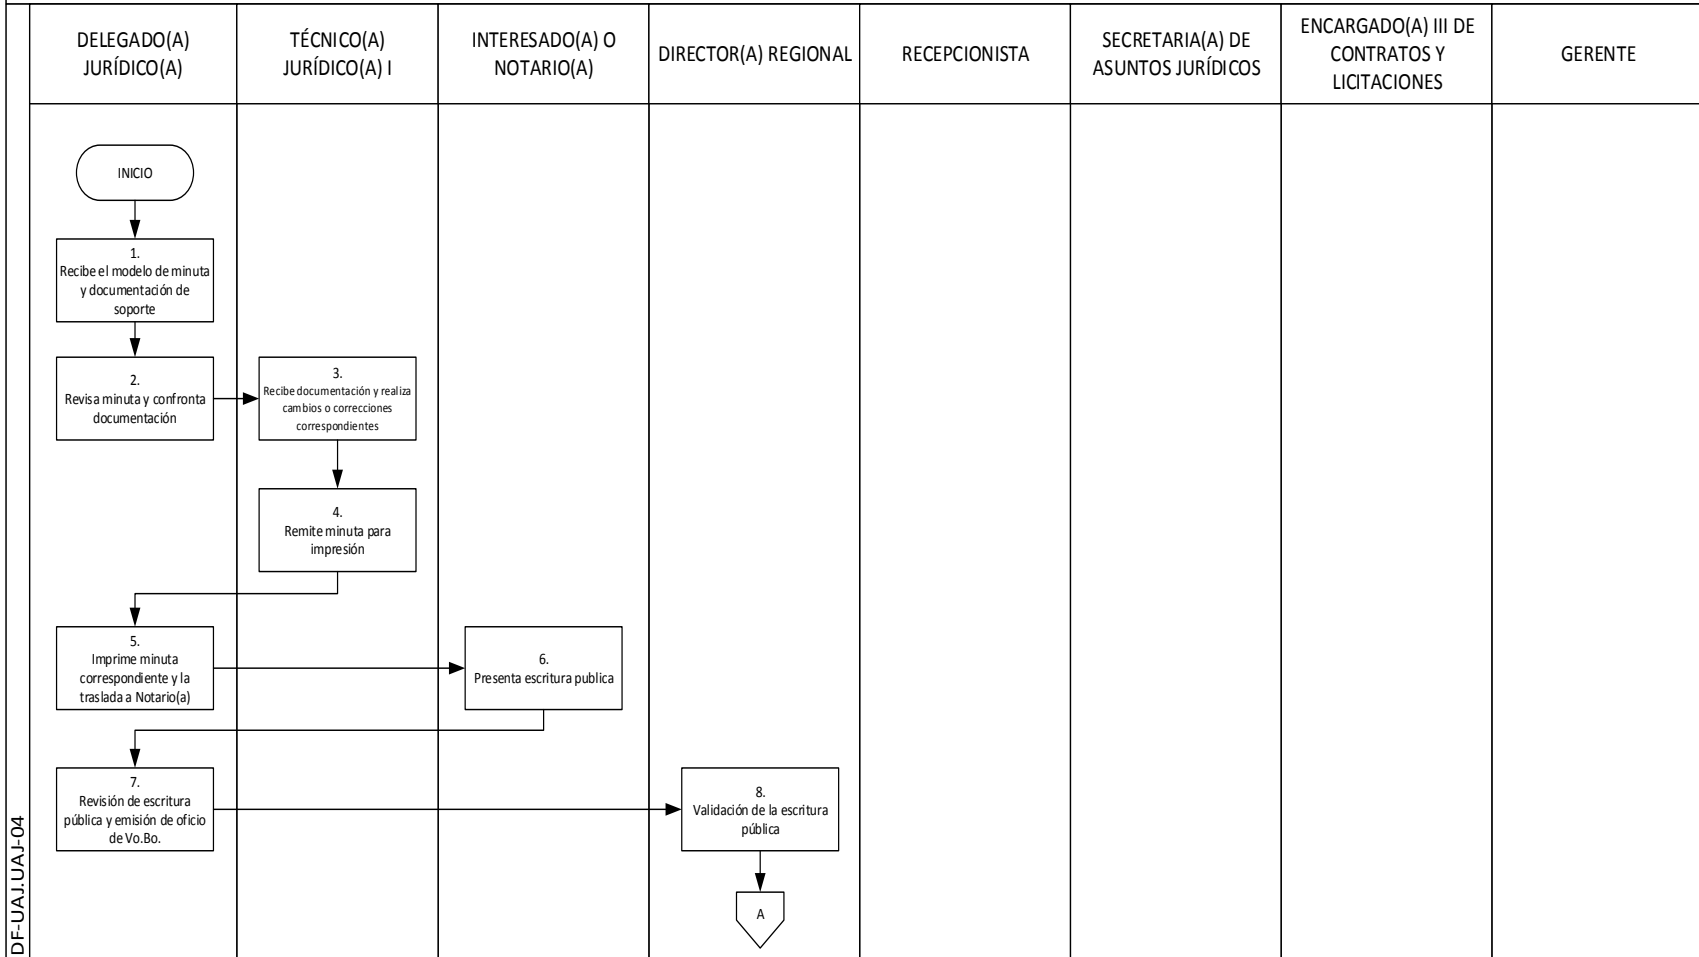 DELEGADO(A)
JURÍDICO(A)
TÉCNICO(A)
JURÍDICO(A) I
INTERESADO(A) O
NOTARIO(A)
DIRECTOR(A) REGIONAL
RECEPCIONISTA
SECRETARIA(A) DE
ASUNTOS JURÍDICOS
ENCARGADO(A) III DE
CONTRATOS Y
LICITACIONES
GERENTE
INICIO
1.
Recibe el modelo de minuta
y documentación de
soporte
2.
Revisa minuta y confronta
documentación
3.
Recibe documentación y realiza
cambios o correcciones
correspondientes
4.
Remite minuta para
impresión
5.
Imprime minuta
correspondiente y la
traslada a Notario(a)
6.
Presenta escritura publica
7.
Revisión de escritura
pública y emisión de oficio
de Vo.Bo.
8.
Validación de la escritura
pública
A
DF-UAJ.UAJ-04